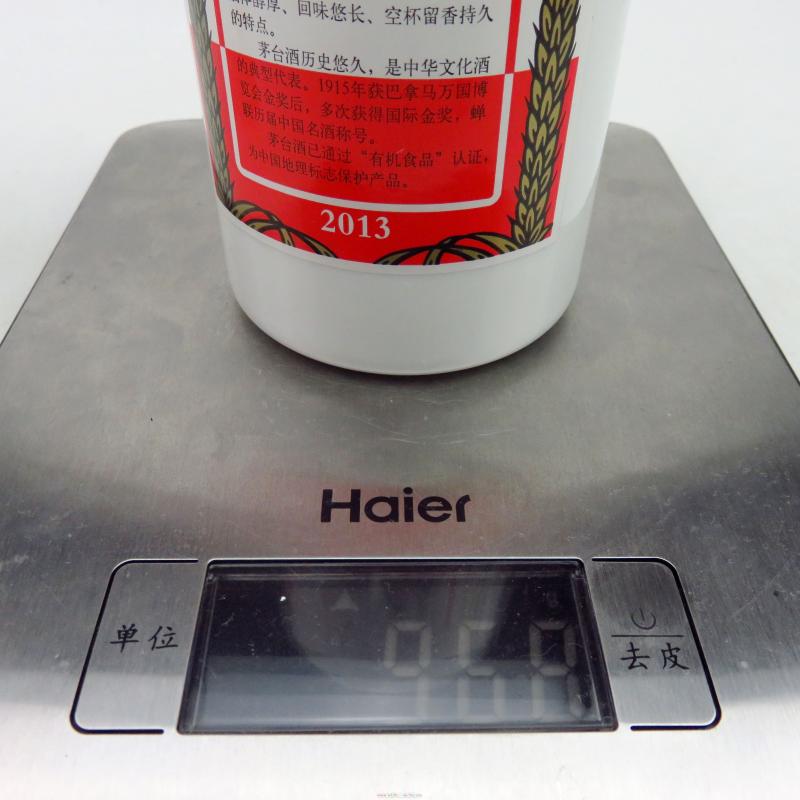 回味悠长、空杯留香持久
的特点。
茅台酒历史悠久，是中华文化酒
的典型代表。1915年获巴拿马万国博
览会金奖后，多次获得国际金奖，蝉
联历届中国名酒称号。
茅台酒已通过“有机食品”认证，
为中国地理标志保护产品。
2013
Haier
单位
去皮